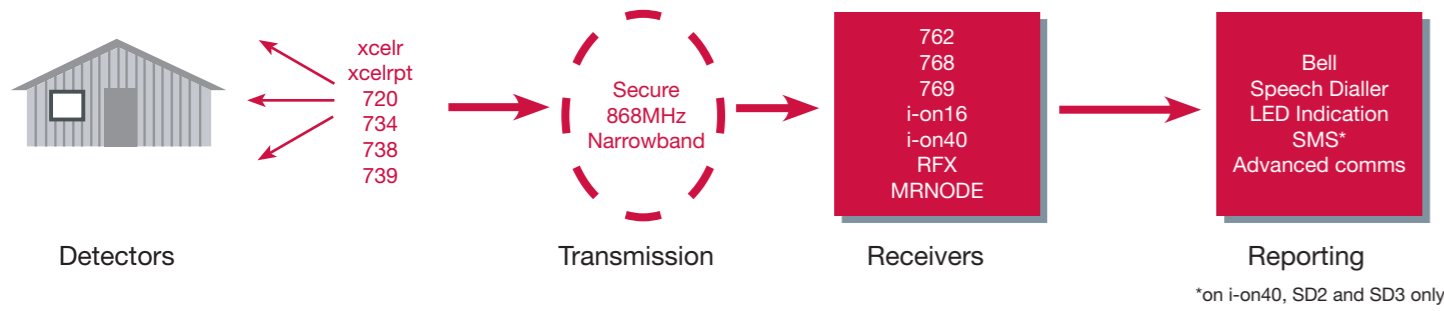 xcelr
xcelrpt
720
734
738
739
Secure
868MHz
Narrowband
762
768
769
i-on16
i-on40
RFX
MRNODE
Bell
Speech Dialler
LED Indication
SMS*
Advanced comms
Detectors
Transmission
Receivers
Reporting
*on i-on40, SD2 and SD3 only